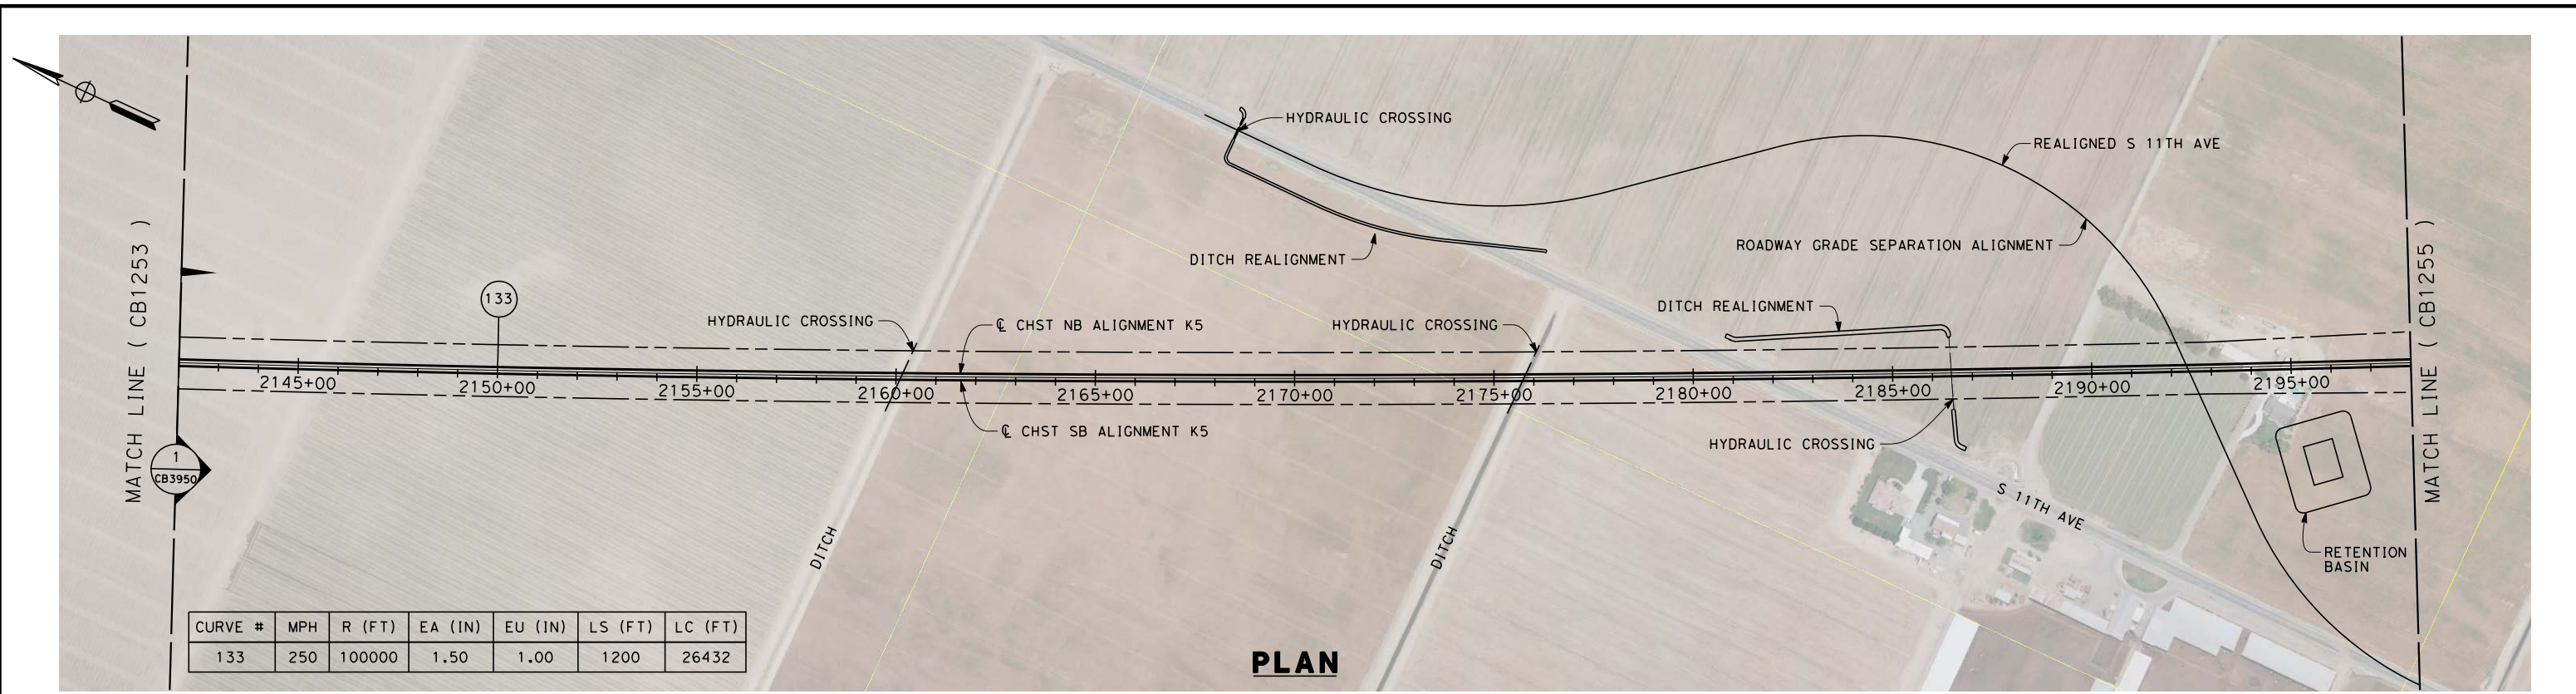 HYDRAULIC CROSSING
REALIGNED S 11TH AVE
MATCH LINE ( CB1253 )
MATCH LINE ( CB1255 )
ROADWAY GRADE SEPARATION ALIGNMENT
DITCH REALIGNMENT
133
DITCH REALIGNMENT
HYDRAULIC CROSSING
℄ CHST NB ALIGNMENT K5
HYDRAULIC CROSSING
2145+00
2150+00
2155+00
2160+00
2165+00
2170+00
2175+00
2180+00
2185+00
2190+00
2195+00
℄ CHST SB ALIGNMENT K5
HYDRAULIC CROSSING
1
CB3950
S 11TH AVE
DITCH
DITCH
RETENTION
BASIN
CURVE # MPH R (FT) EA (IN) EU (IN) LS (FT) LC (FT)
133 250 100000 1.50 1.00 1200 26432
PLAN